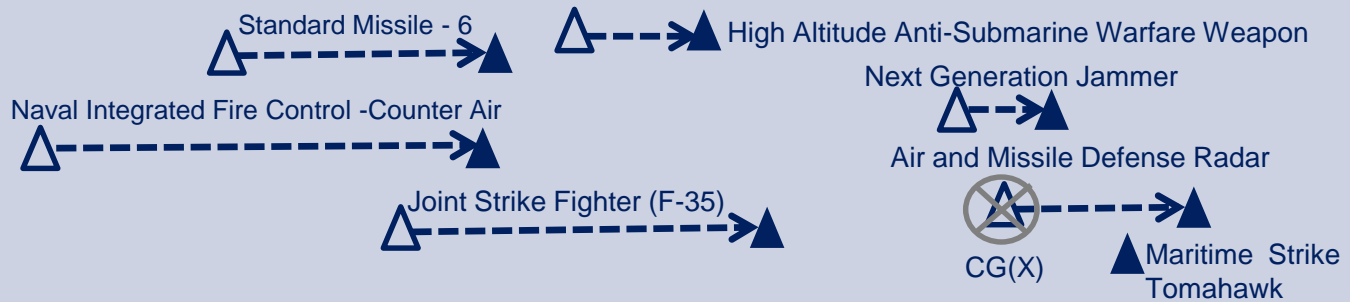 Standard Missile - 6
High Altitude Anti-Submarine Warfare Weapon
Next Generation Jammer
Naval Integrated Fire Control -Counter Air
Air and Missile Defense Radar
Joint Strike Fighter (F-35)
CG(X)
Maritime Strike
Tomahawk